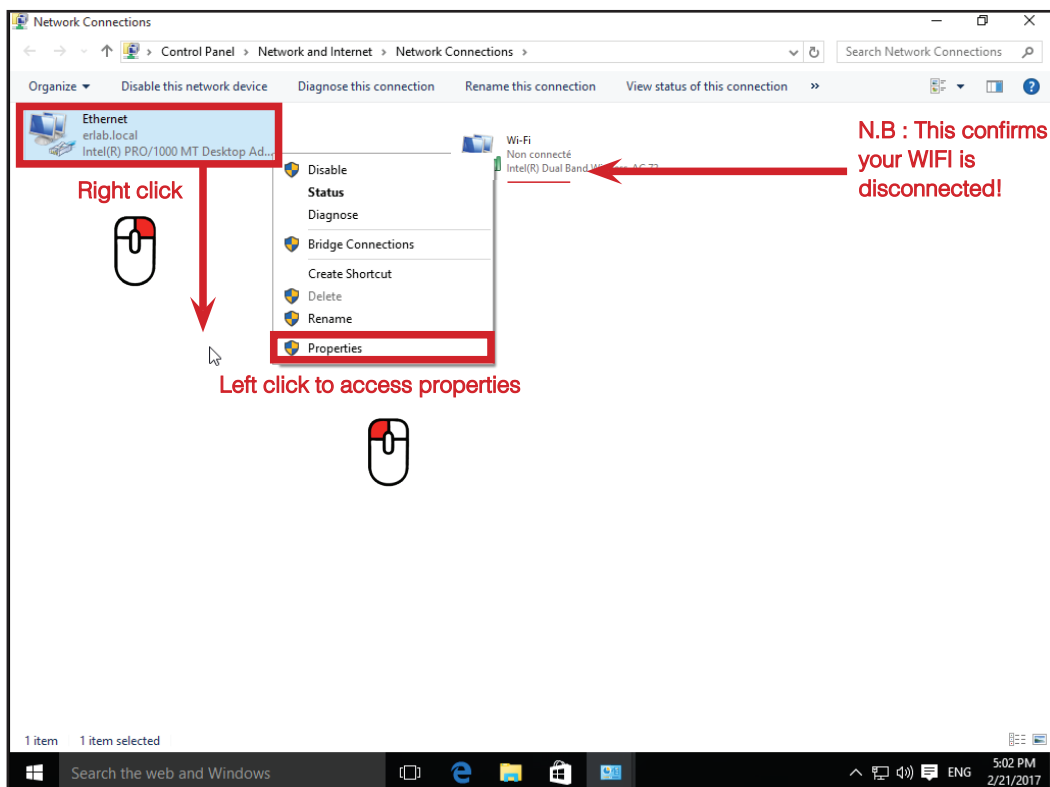 Network Connections
Control Panel > Network and Internet > Network Connections >
Search Network Connections
Organize
Disable this network device
Diagnose this connection
Rename this connection
View status of this connection
»
Ethernet
erlab.local
Intel(R) PRO/1000 MT Desktop Ad...
Wi-Fi
Non connecté
Intel(R) Dual Band AC 72
N.B : This confirms
your WIFI is
disconnected!
Right click
Disable
Status
Diagnose
Bridge Connections
Create Shortcut
Delete
Rename
Properties
Left click to access properties
1 item
1 item selected
Search the web and Windows
ENG
5:02 PM
2/21/2017